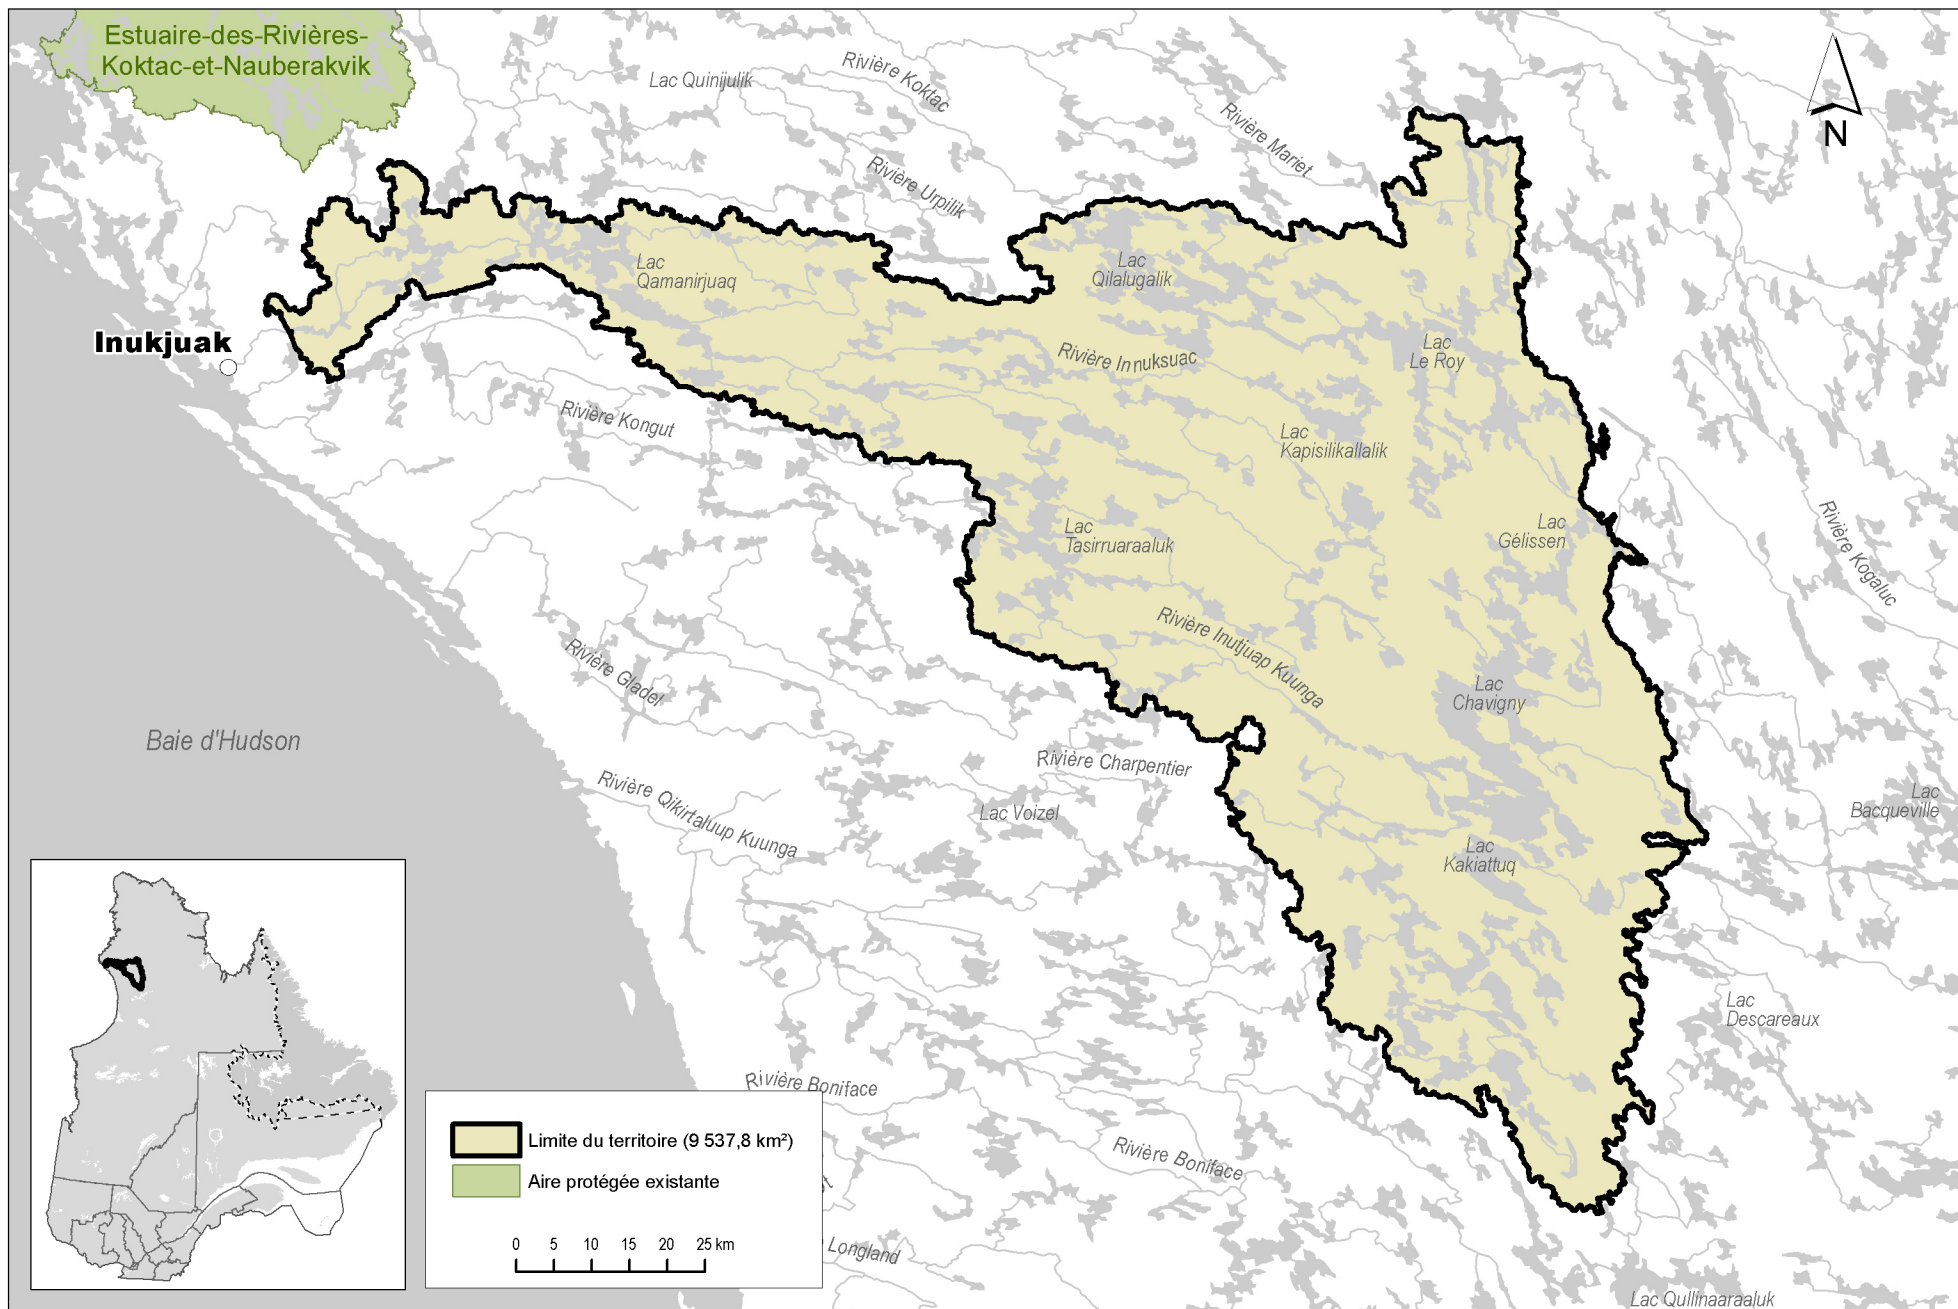 Estuaire-des-Rivières-
Koktac-et-Nauberakvik
Lac Quinijulik
Rivière Koktac
Rivière Mariet
N
Rivière Urpilik
Lac
Qamanirjuaq
Lac
Qilalugalik
Inukjuak
Rivière Innuksuac
Lac
Le Roy
Rivière Kongut
Lac
Kapisilikallalik
Lac
Tasirruaraaluk
Lac
Gélissen
Rivière Kogaluc
Rivière Inutjuap Kuunga
Rivière Gladel
Lac
Chavigny
Baie d'Hudson
Rivière Charpentier
Rivière Qikirtaluup Kuunga
Lac Voizel
Lac
Bacqueville
Lac
Kakiattuq
Lac
Descareaux
Rivière Boniface
Rivière Boniface
Limite du territoire (9 537,8 km²)
Aire protégée existante
0 5 10 15 20 25 km
Longland
Lac Qullinaaraaluk